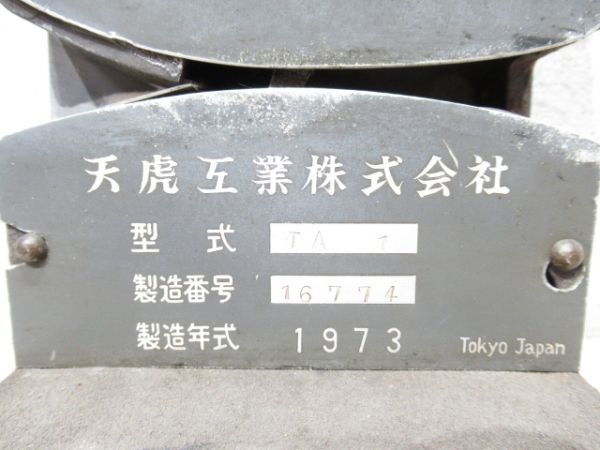 天虎工業株式会社
型 式 TA 1
製造番号 16774
製造年式 1973 Tokyo Japan